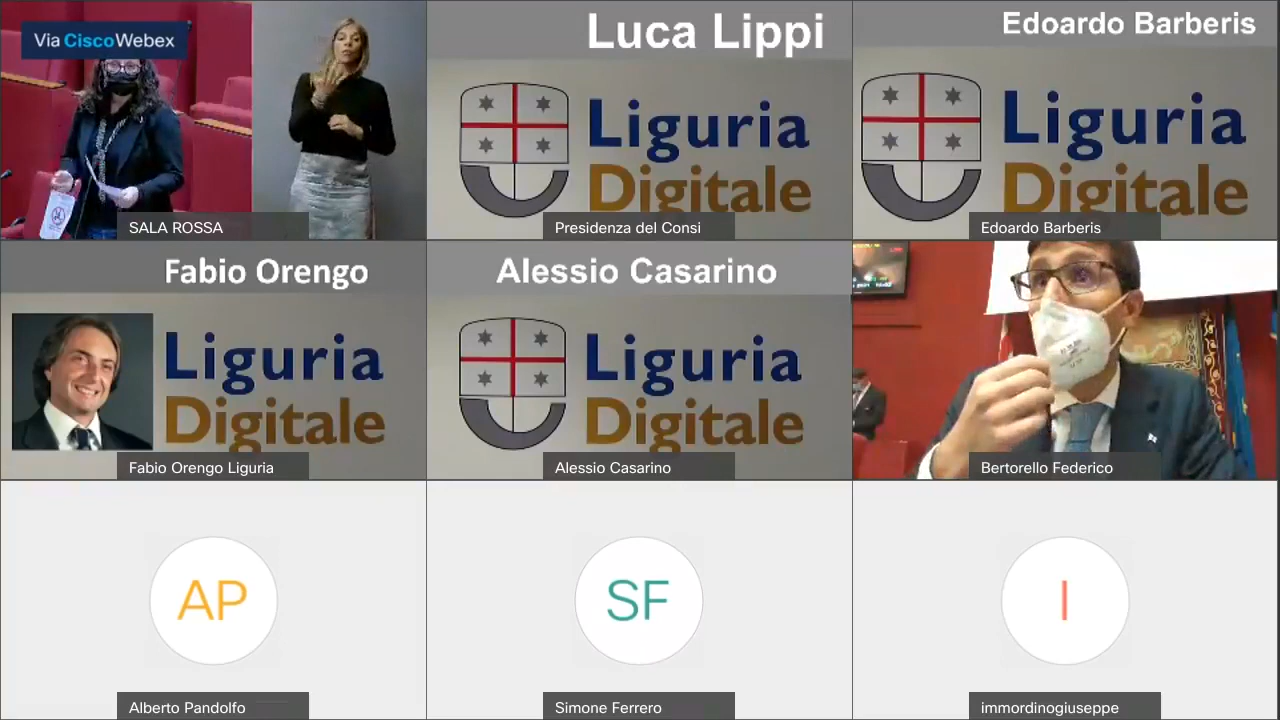 Via Cisco Webex
SALA ROSSA
Luca Lippi
Liguria
Digitale
Presidenza del Consi
Edoardo Barberis
Liguria
Digitale
Edoardo Barberis
Fabio Orengo
Liguria
Digitale
Fabio Orengo Liguria
Alessio Casarino
Liguria
Digitale
Alessio Casarino
Bertorello Federico
AP
Alberto Pandolfo
SF
Simone Ferrero
I
immordinogiuseppe